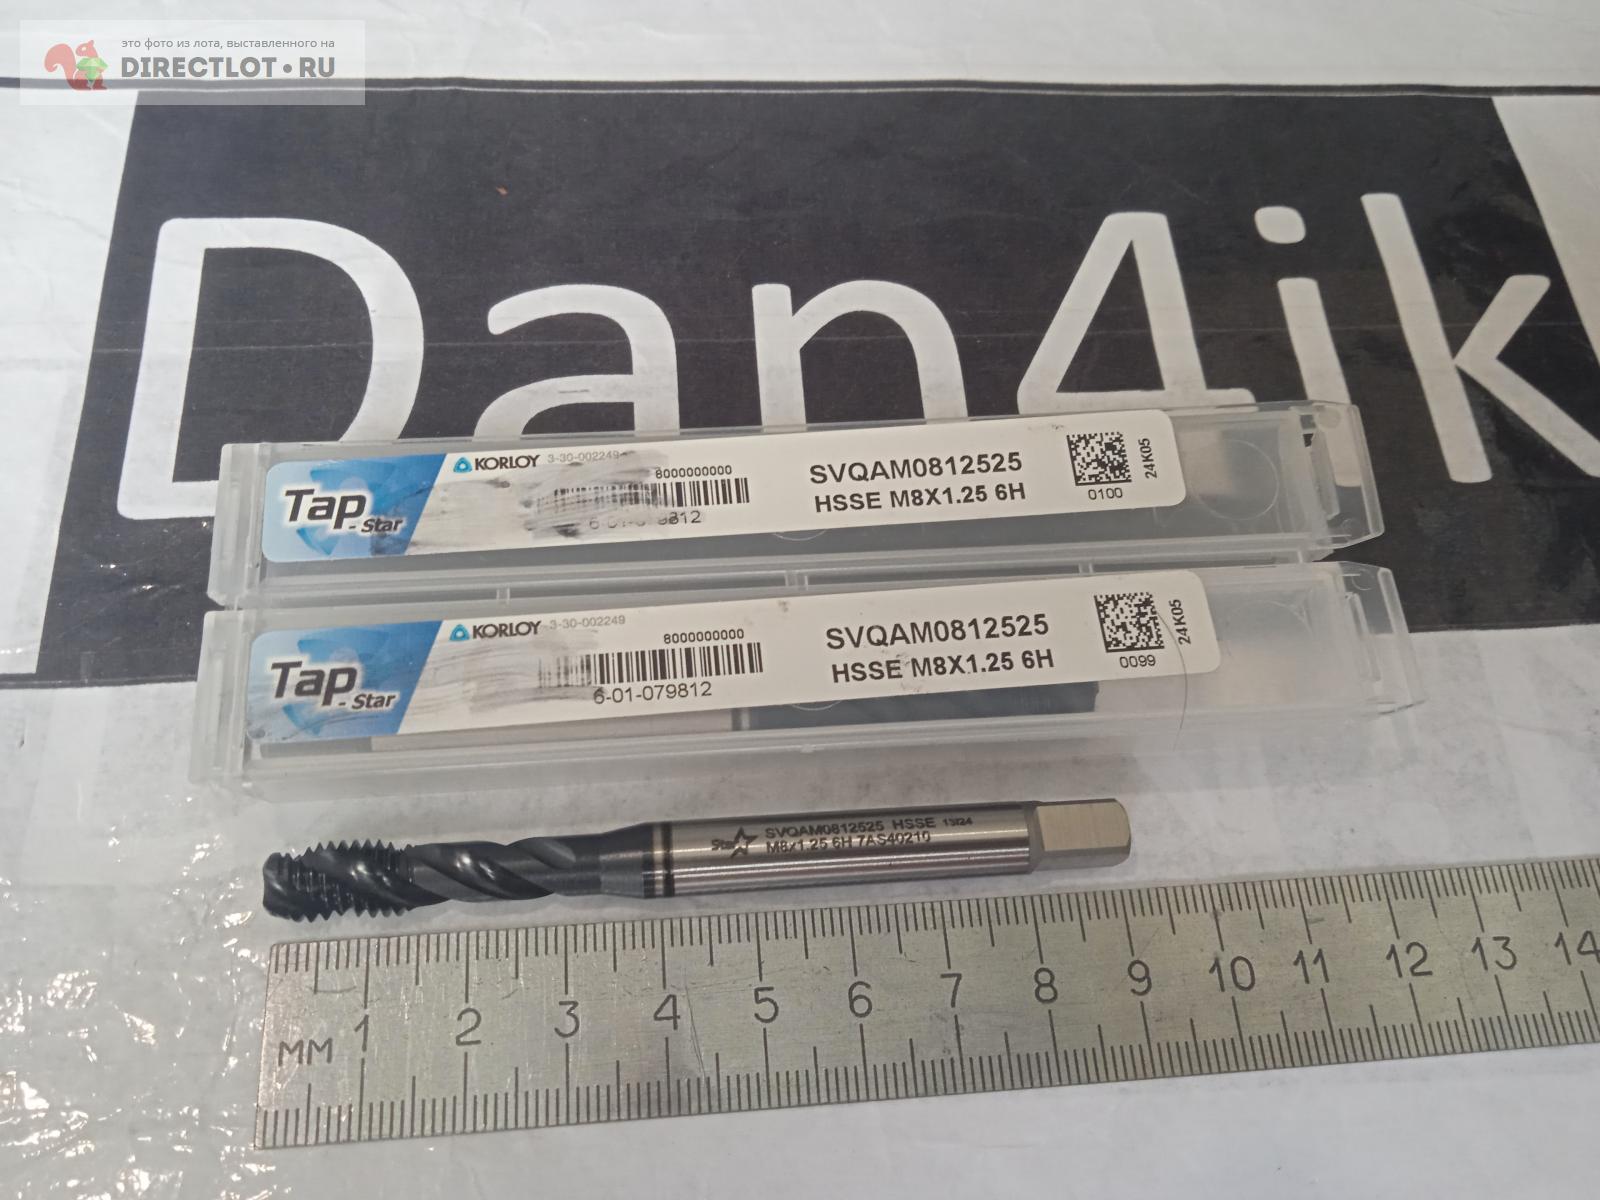 это фото из лота, выставленного на
DIRECTLOT.RU
Dan4ik
KORLOY 3-30-002249
Tap
- Star
8000000000
SVQAM0812525
HSSE M8X1.25 6H
0100
24K05
KORLOY 3-30-002249
Tap
- Star
8000000000
6-01-079812
SVQAM0812525
HSSE M8X1.25 6H
0099
24K05
Star SVQAM0812525 HSSE
M8x1.25 6H 7AS40210
мм 1 2 3 4 5 6 7 8 9 10 11 12 13 14